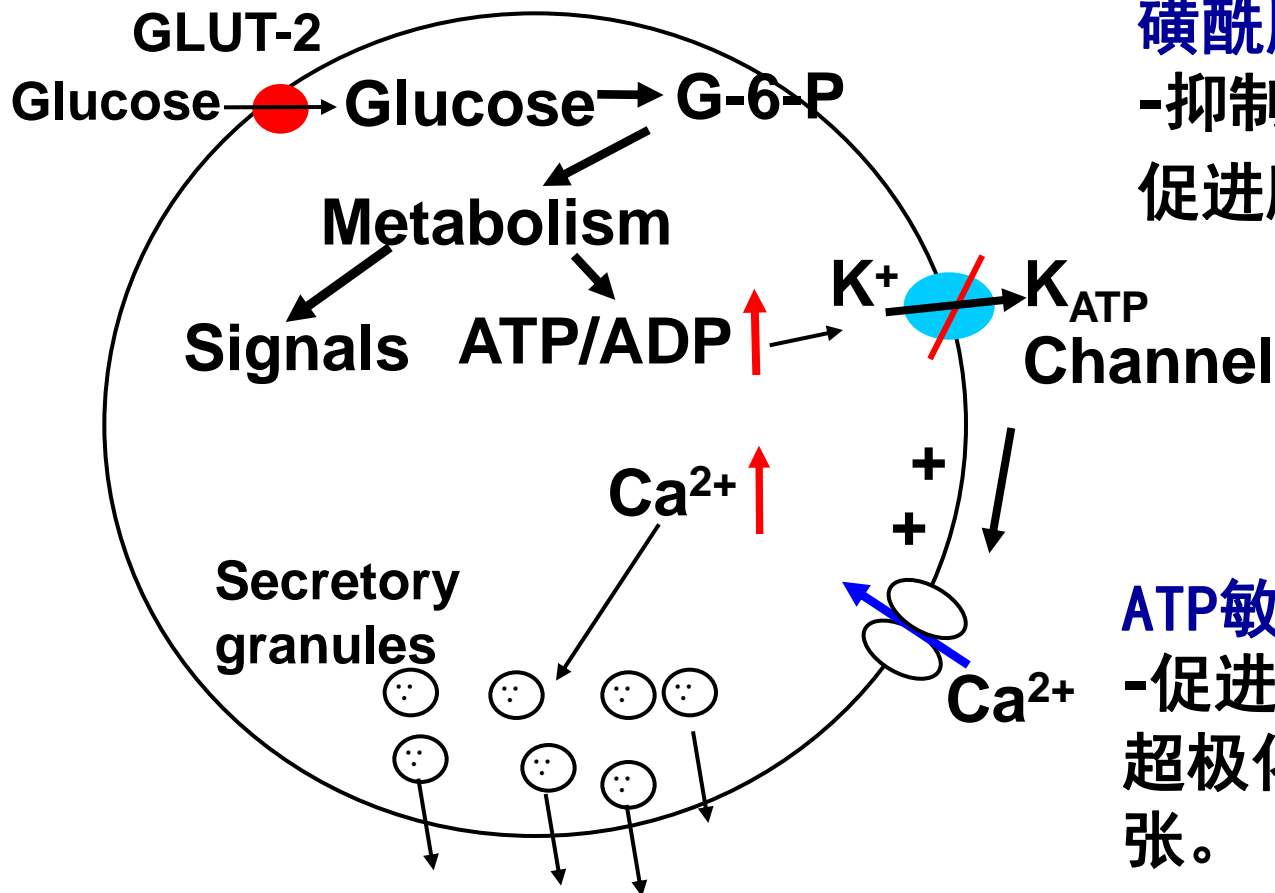 GLUT-2
Glucose
Glucose
G-6-P
Metabolism
Signals
ATP/ADP
K+
KATP
Channel
Ca2+
+
+
Secretory
granules
Ca2+
磺酰
-抑制
促进
ATP敏
-促进
超极化
张。